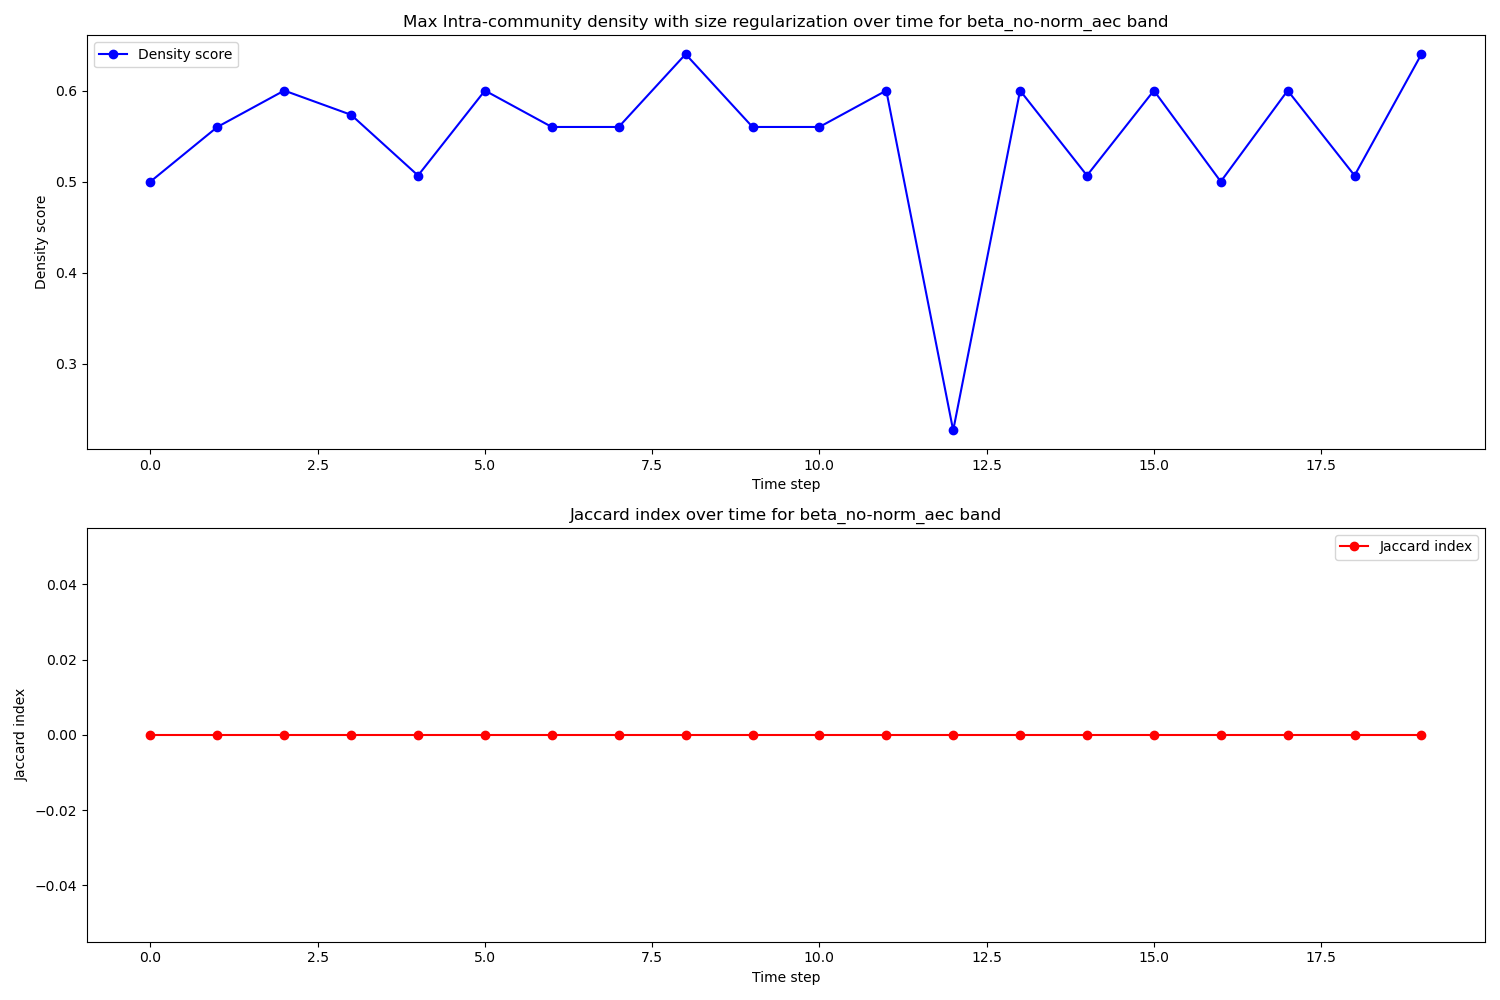 Max Intra-community density with size regularization over time for beta_no-norm_aec band
Density score
Density score
0.6
0.5
0.4
0.3
0.0 2.5 5.0 7.5 10.0 12.5 15.0 17.5
Time step
Jaccard index over time for beta_no-norm_aec band
Jaccard index
Jaccard index
0.04
0.02
0.00
−0.02
−0.04
0.0 2.5 5.0 7.5 10.0 12.5 15.0 17.5
Time step